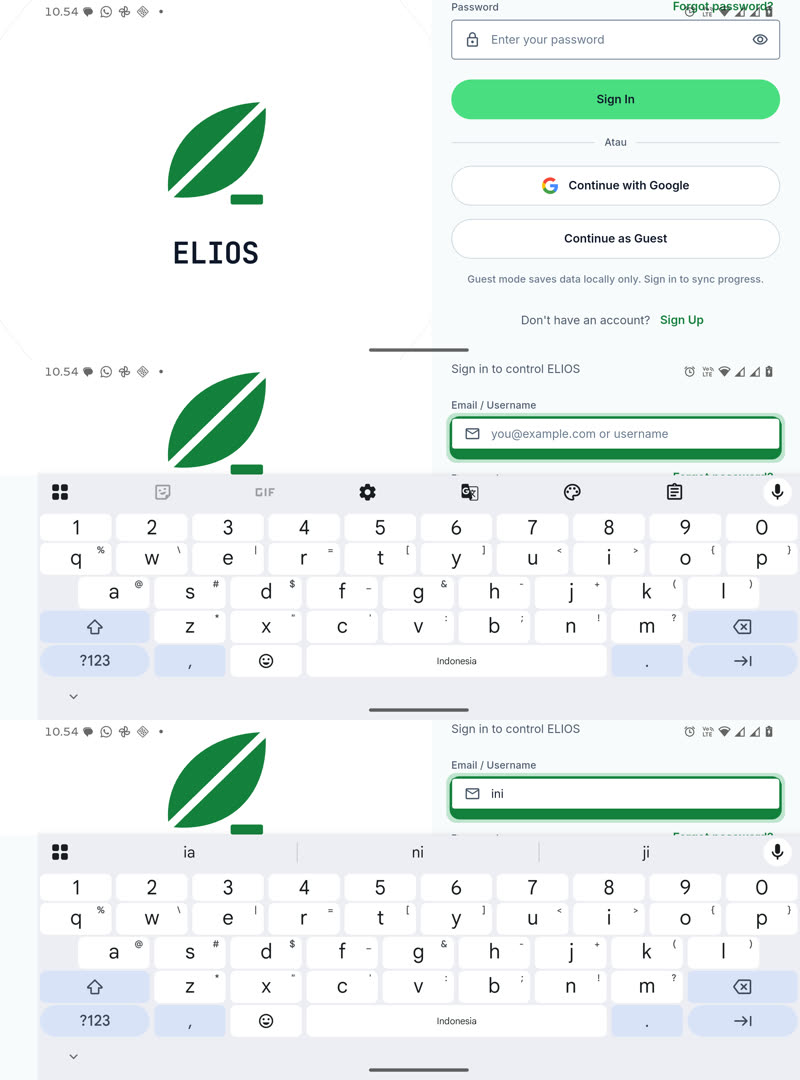 10.54
Password
Forgot password?
Enter your password
Sign In
Atau
Continue with Google
Continue as Guest
Guest mode saves data locally only. Sign in to sync progress.
Don't have an account? Sign Up
ELIOS
10.54
Sign in to control ELIOS
Email / Username
you@example.com or username
GIF
1 2 3 4 5 6 7 8 9 0
q % w \ e | r = t [ y ] u < i > o { p }
a @ s # d $ f _ g & h - j + k ( l )
z * x " c ' v : b ; n ! m ?
?123 , Indonesia .
10.54
Sign in to control ELIOS
Email / Username
ini
ia ni ji
1 2 3 4 5 6 7 8 9 0
q % w \ e | r = t [ y ] u < i > o { p }
a @ s # d $ f _ g & h - j + k ( l )
z * x " c ' v : b ; n ! m ?
?123 , Indonesia .